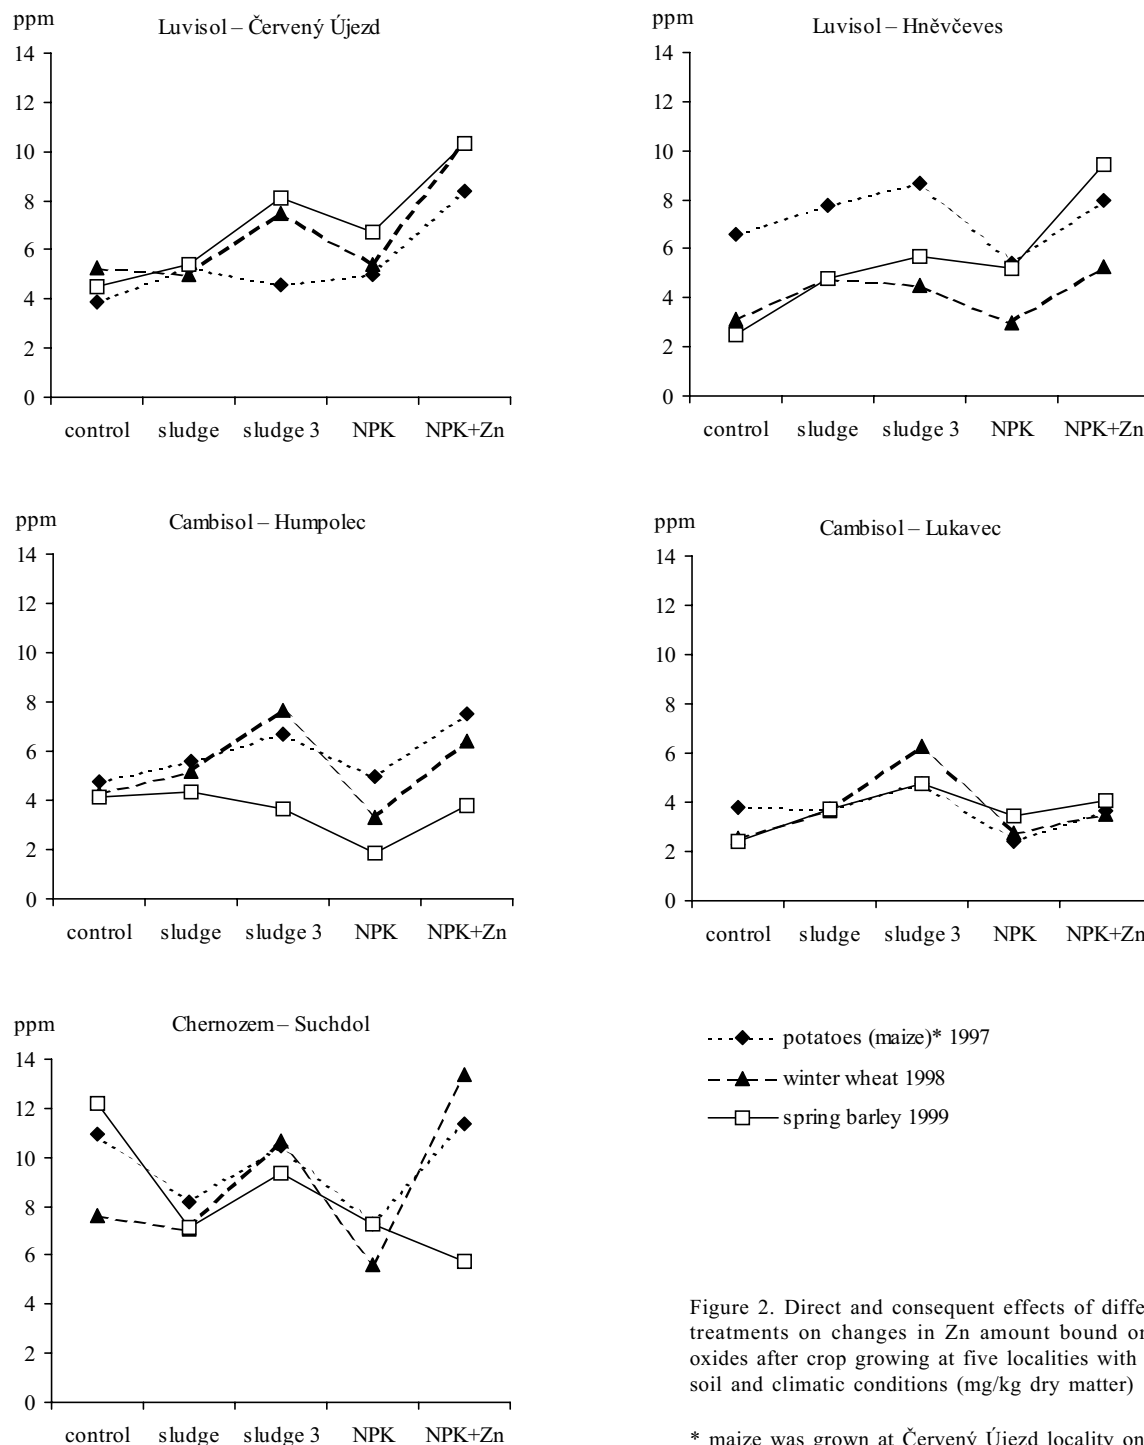 ppm
Luvisol – Červený Újezd
14
12
10
8
6
4
2
0
control sludge sludge 3 NPK NPK+Zn
ppm
Luvisol – Hněvčeves
14
12
10
8
6
4
2
0
control sludge sludge 3 NPK NPK+Zn
ppm
Cambisol – Humpolec
14
12
10
8
6
4
2
0
control sludge sludge 3 NPK NPK+Zn
ppm
Cambisol – Lukavec
14
12
10
8
6
4
2
0
control sludge sludge 3 NPK NPK+Zn
ppm
Chernozem – Suchdol
14
12
10
8
6
4
2
0
control sludge sludge 3 NPK NPK+Zn
potatoes (maize)* 1997
winter wheat 1998
spring barley 1999
Figure 2. Direct and consequent effects of diffe
treatments on changes in Zn amount bound on
oxides after crop growing at five localities with
soil and climatic conditions (mg/kg dry matter)
* maize was grown at Červený Újezd locality on